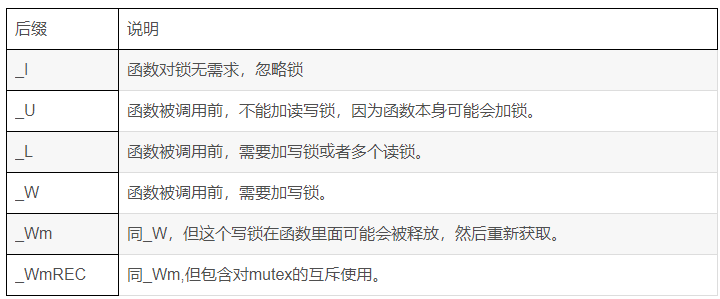 后缀 说明
_I 函数对锁无需求，忽略锁
_U 函数被调用前，不能加读写锁，因为函数本身可能会加锁。
_L 函数被调用前，需要加写锁或者多个读锁。
_W 函数被调用前，需要加写锁。
_Wm 同_W，但这个写锁在函数里面可能会被释放，然后重新获取。
_WmREC 同_Wm,但包含对mutex的互斥使用。